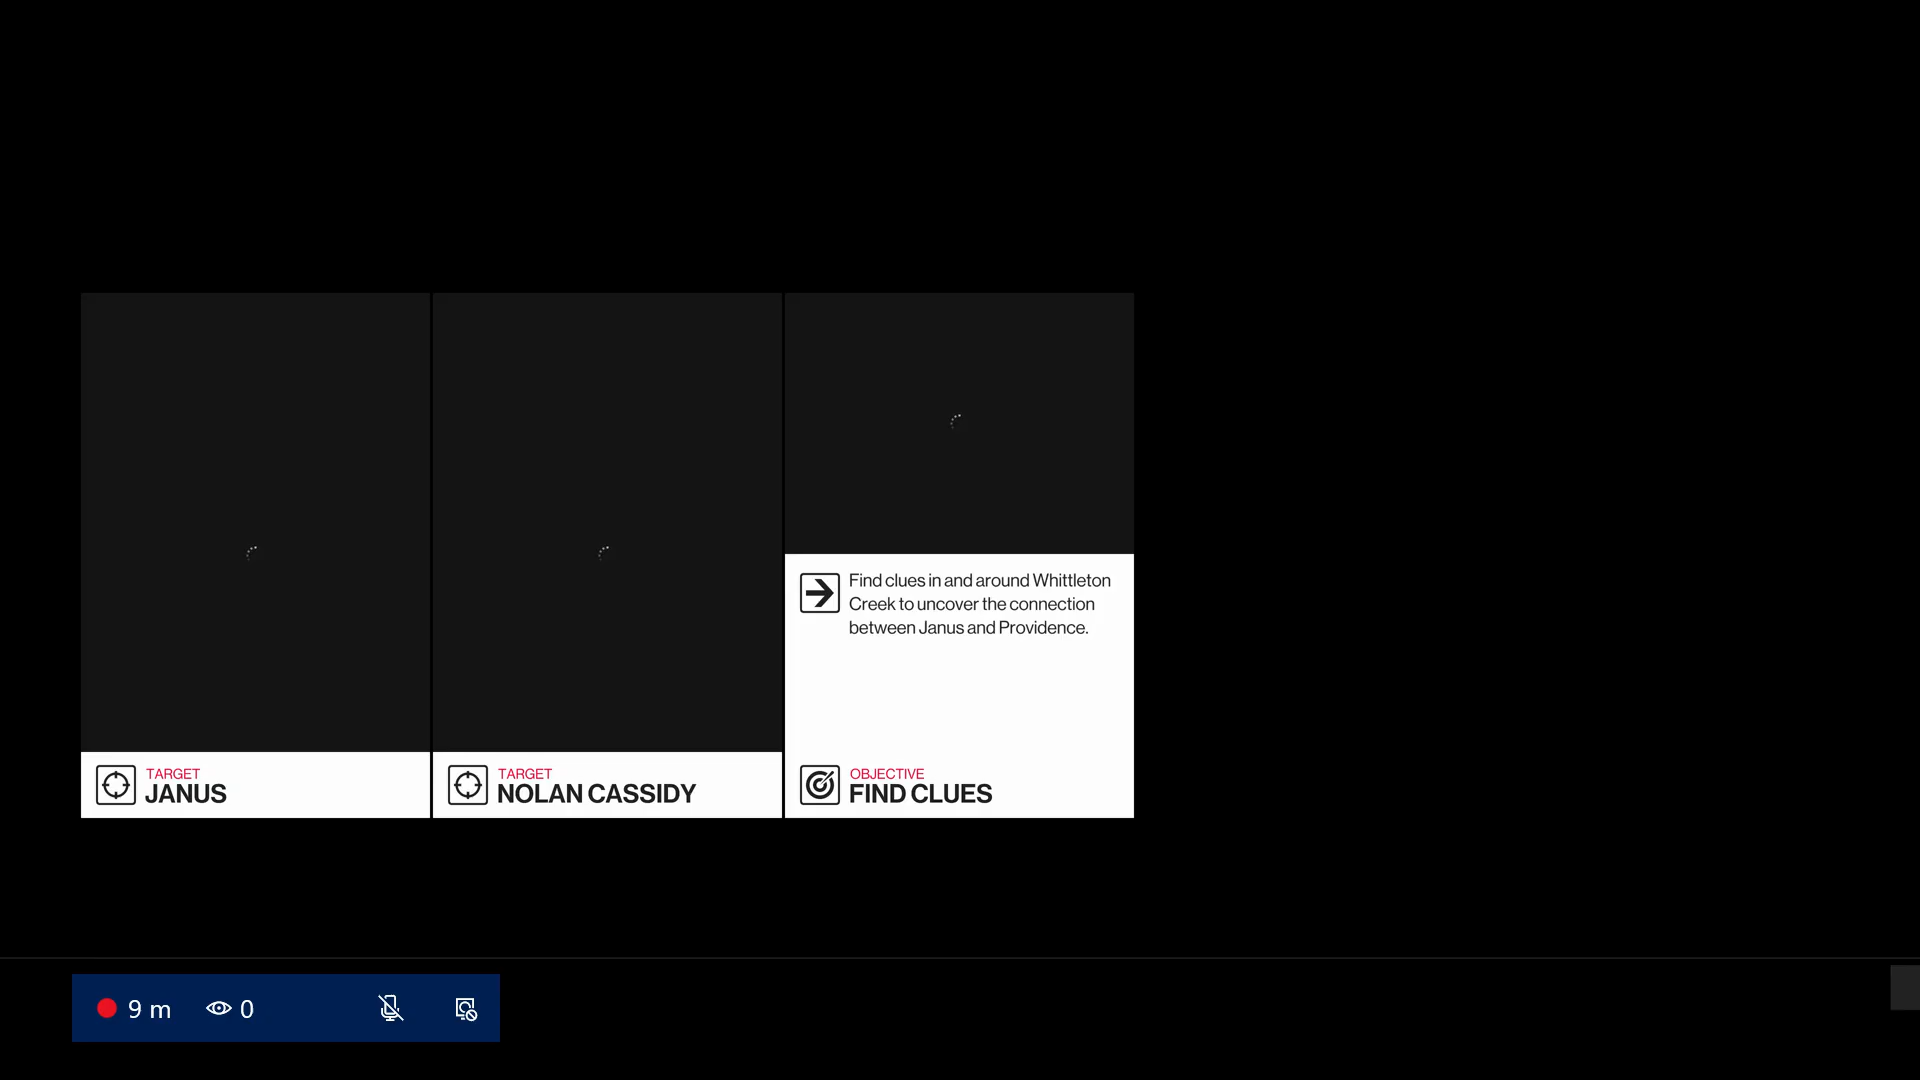 TARGET
JANUS
TARGET
NOLAN CASSIDY
Find clues in and around Whittleton
Creek to uncover the connection
between Janus and Providence.
OBJECTIVE
FIND CLUES
9 m
0